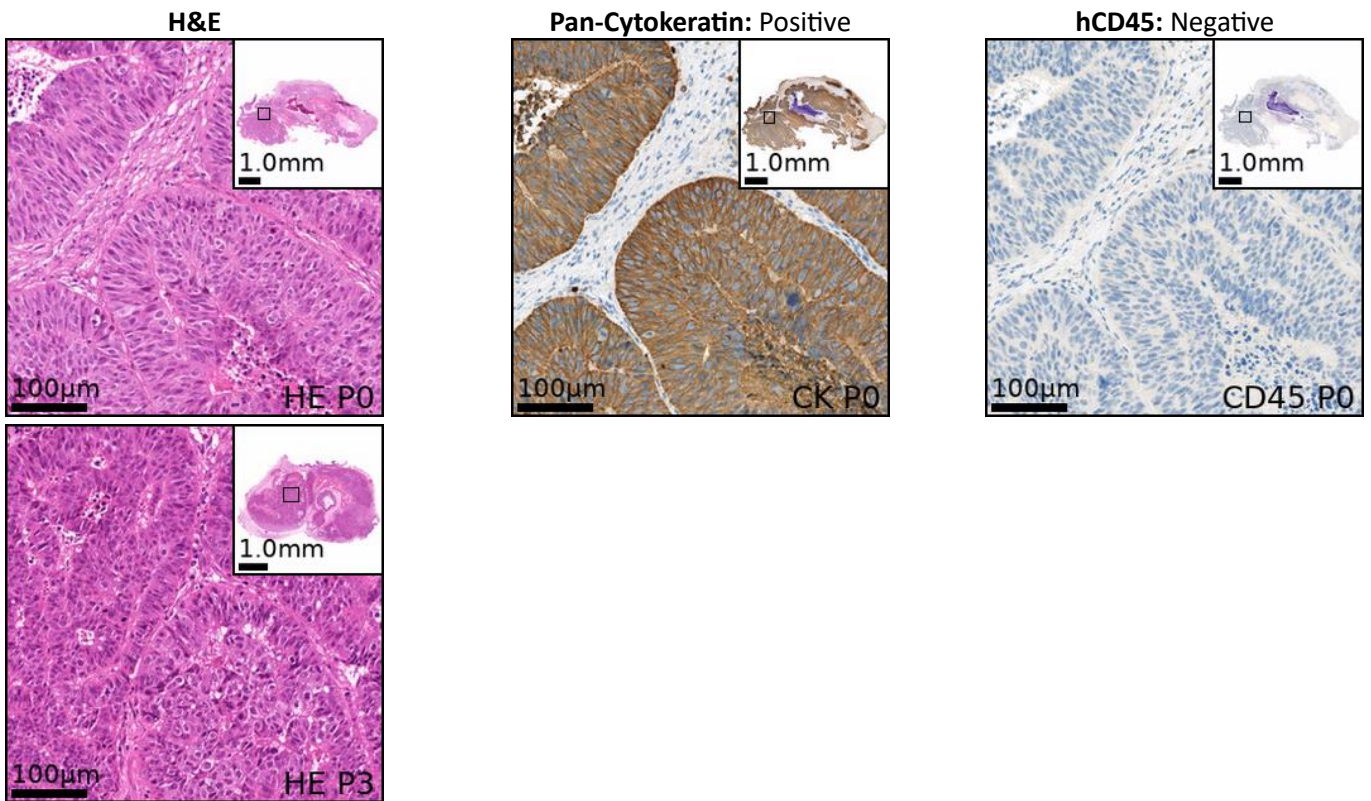 H&E
Pan-Cytokeratin: Positive
hCD45: Negative
1.0mm
100µm
HE P0
1.0mm
100µm
CK P0
1.0mm
100µm
CD45 P0
1.0mm
100µm
HE P3